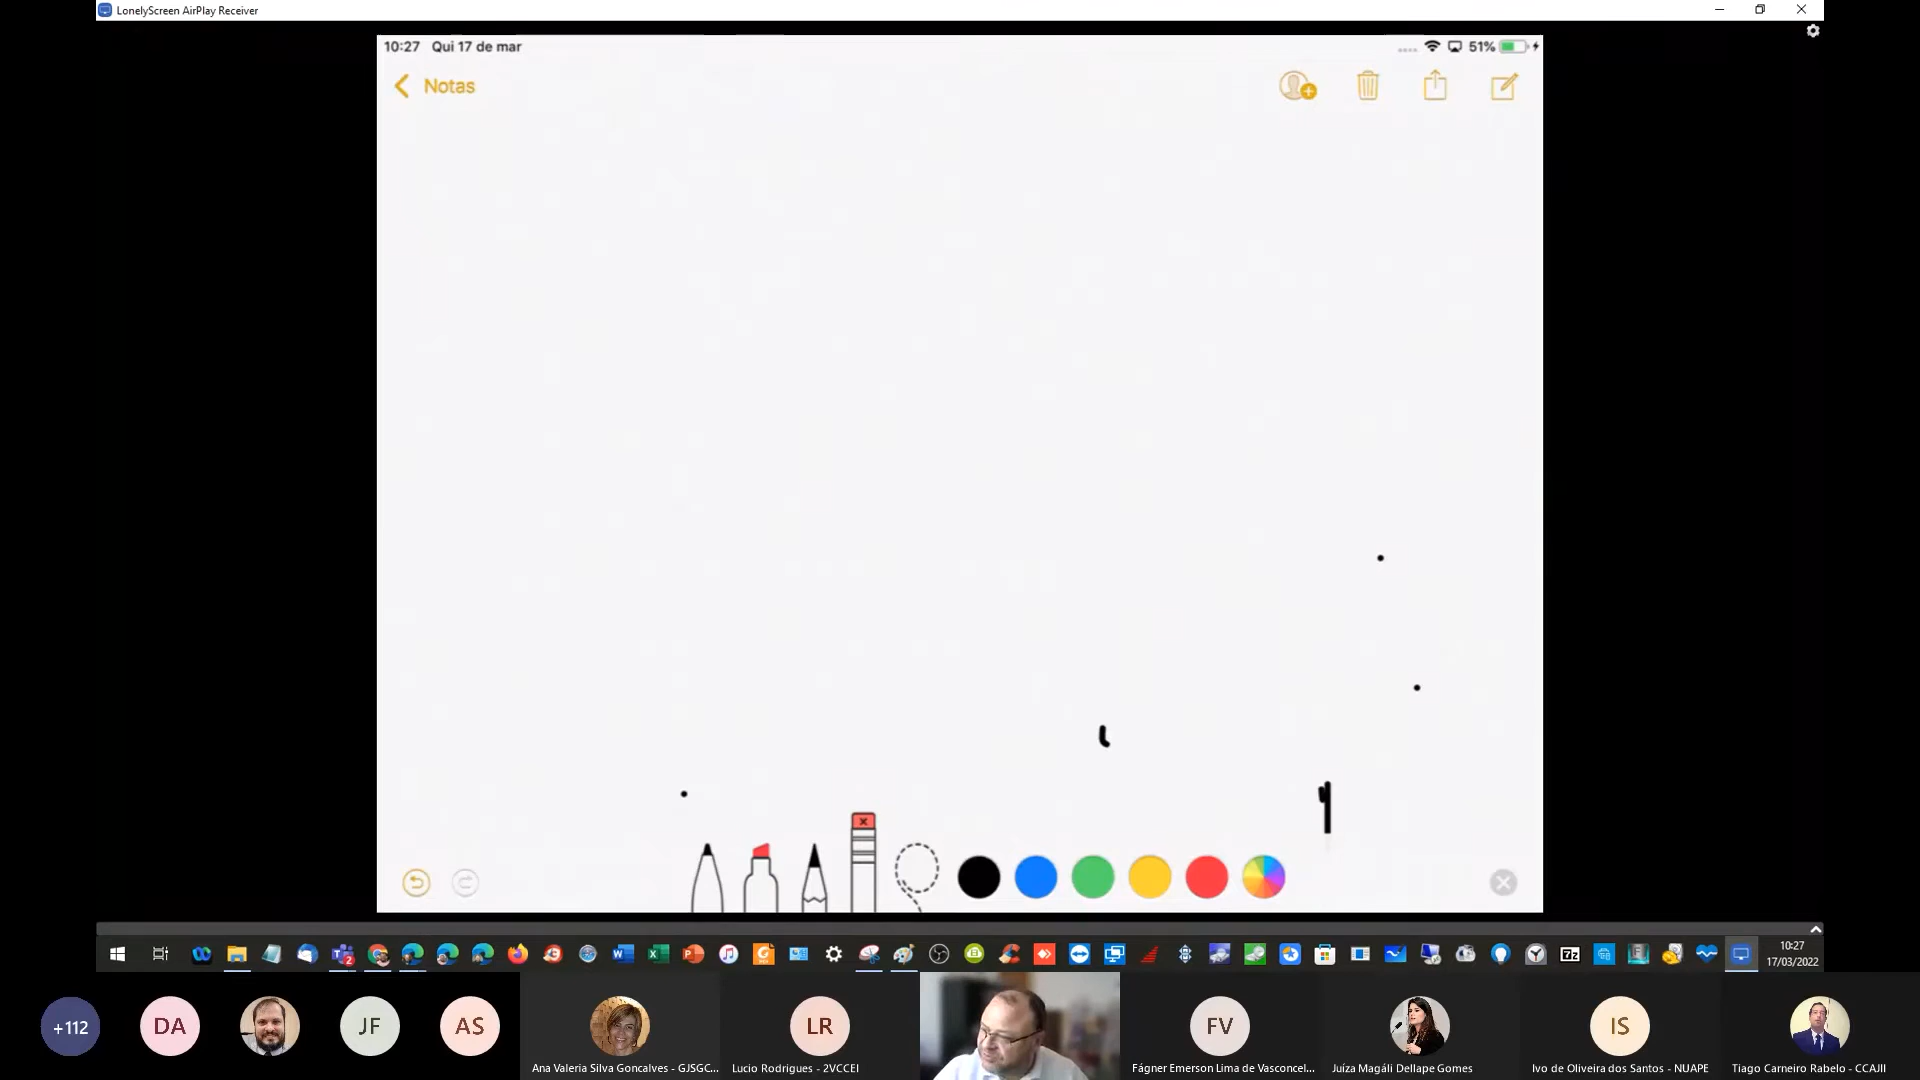 LonelyScreen AirPlay Receiver
10:27 Qui 17 de mar
51%
Notas
10:27
17/03/2022
+112
DA
JF
AS
Ana Valeria Silva Goncalves - GJSGC...
LR
Lucio Rodrigues - 2VCCEI
FV
Fágner Emerson Lima de Vasconcel...
Juíza Magáli Dellape Gomes
IS
Ivo de Oliveira dos Santos - NUAPE
Tiago Carneiro Rabelo - CCAJII